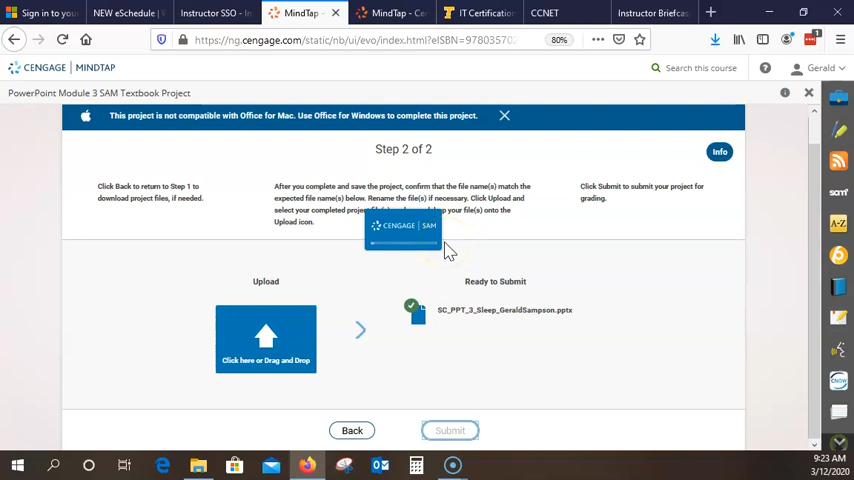 Sign in to your
NEW eSchedule | W
Instructor SSO - In
MindTap -
MindTap - Cen
IT Certification
CCNET
Instructor Briefcas
https://ng.cengage.com/static/nb/ui/evo/index.html?eISBN=97803570
80%
1
CENGAGE MINDTAP
Search this course
Gerald
PowerPoint Module 3 SAM Textbook Project
This project is not compatible with Office for Mac. Use Office for Windows to complete this project.
Step 2 of 2
Info
Click Back to return to Step 1 to
download project files, if needed.
After you complete and save the project, confirm that the file name(s) match the
expected file name(s) below. Rename the file(s) if necessary. Click Upload and
select your completed project
your file(s) onto the
Upload icon.
Click Submit to submit your project for
grading.
CENGAGE | SAM
Upload
Ready to Submit
Click here or Drag and Drop
SC_PPT_3_Sleep_GeraldSampson.pptx
Back
Submit
sam
A-Z
CNOW
9:23 AM
3/12/2020